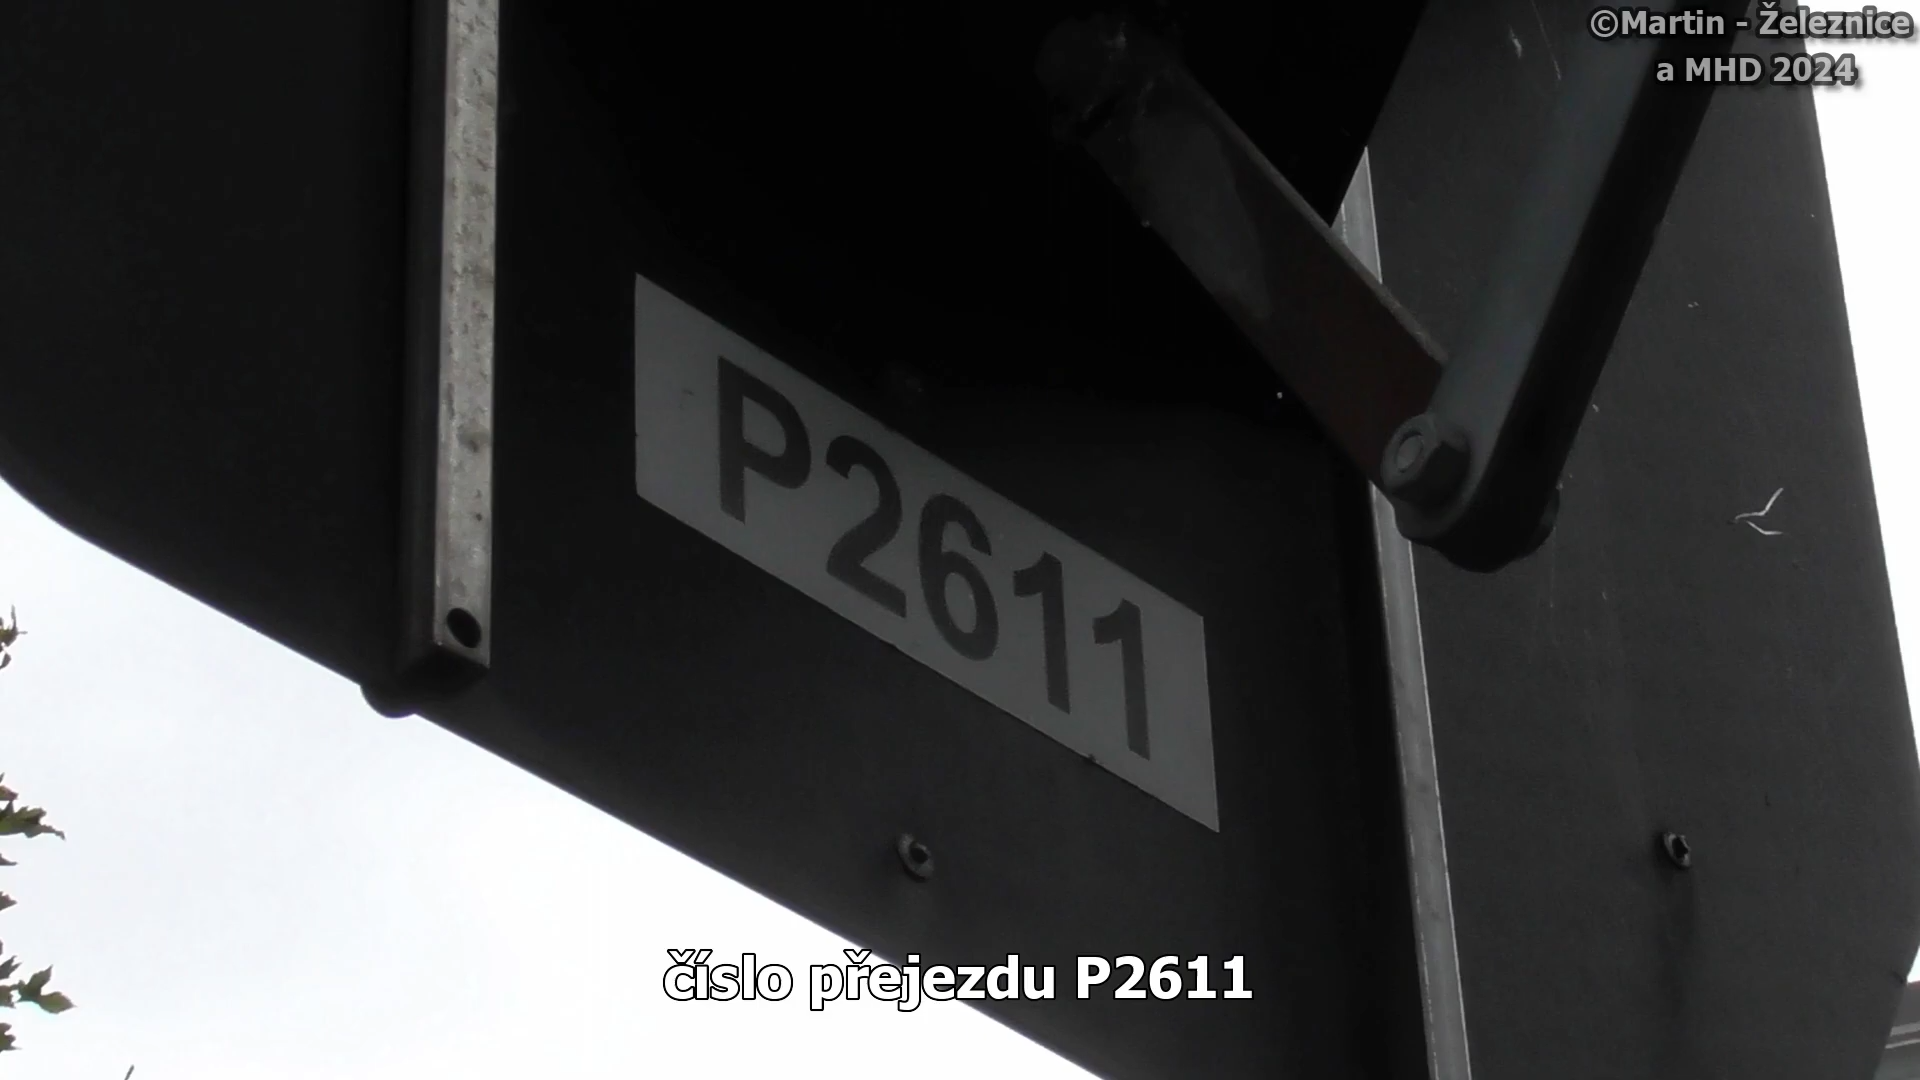 ©Martin - Železnice
a MHD 2024
P2611
číslo přejezdu P2611